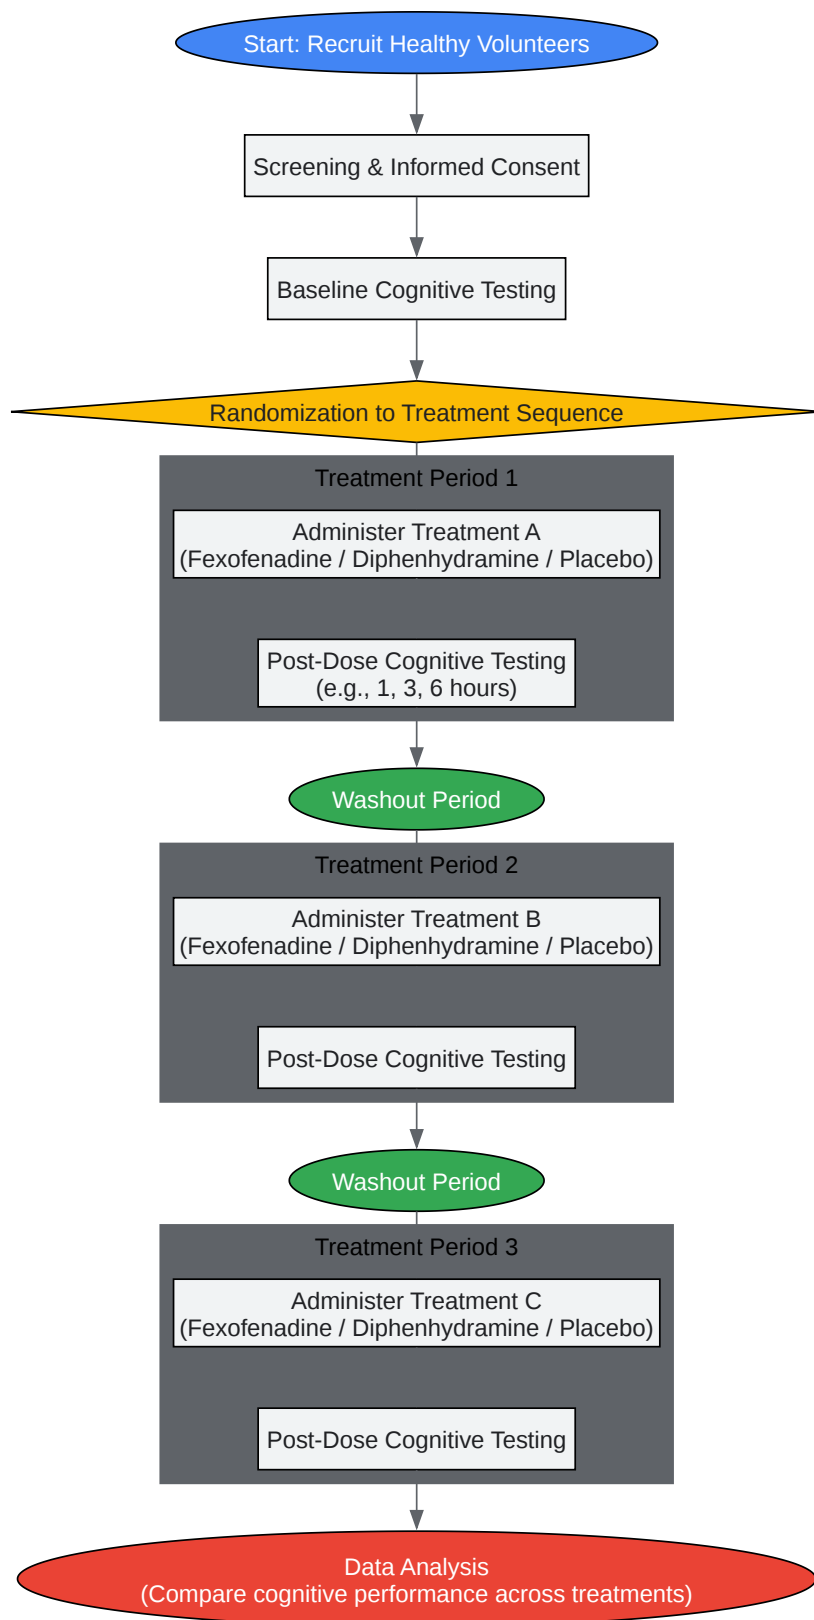 Start: Recruit Healthy Volunteers
Screening & Informed Consent
Baseline Cognitive Testing
Randomization to Treatment Sequence
Treatment Period 1
Administer Treatment A
(Fexofenadine / Diphenhydramine / Placebo)
Post-Dose Cognitive Testing
(e.g., 1, 3, 6 hours)
Washout Period
Treatment Period 2
Administer Treatment B
(Fexofenadine / Diphenhydramine / Placebo)
Post-Dose Cognitive Testing
Washout Period
Treatment Period 3
Administer Treatment C
(Fexofenadine / Diphenhydramine / Placebo)
Post-Dose Cognitive Testing
Data Analysis
(Compare cognitive performance across treatments)